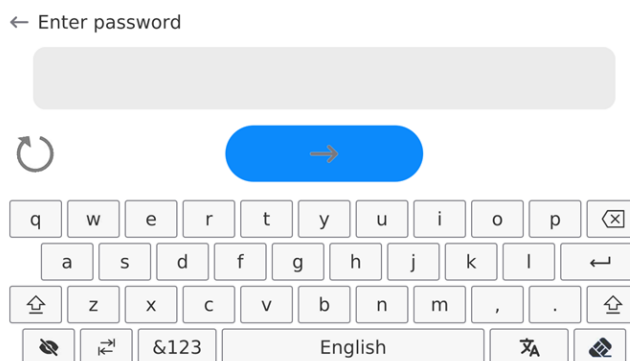 Enter password
q w e r t y u i o p
a s d f g h j k l
z x c v b n m , .
&123 English